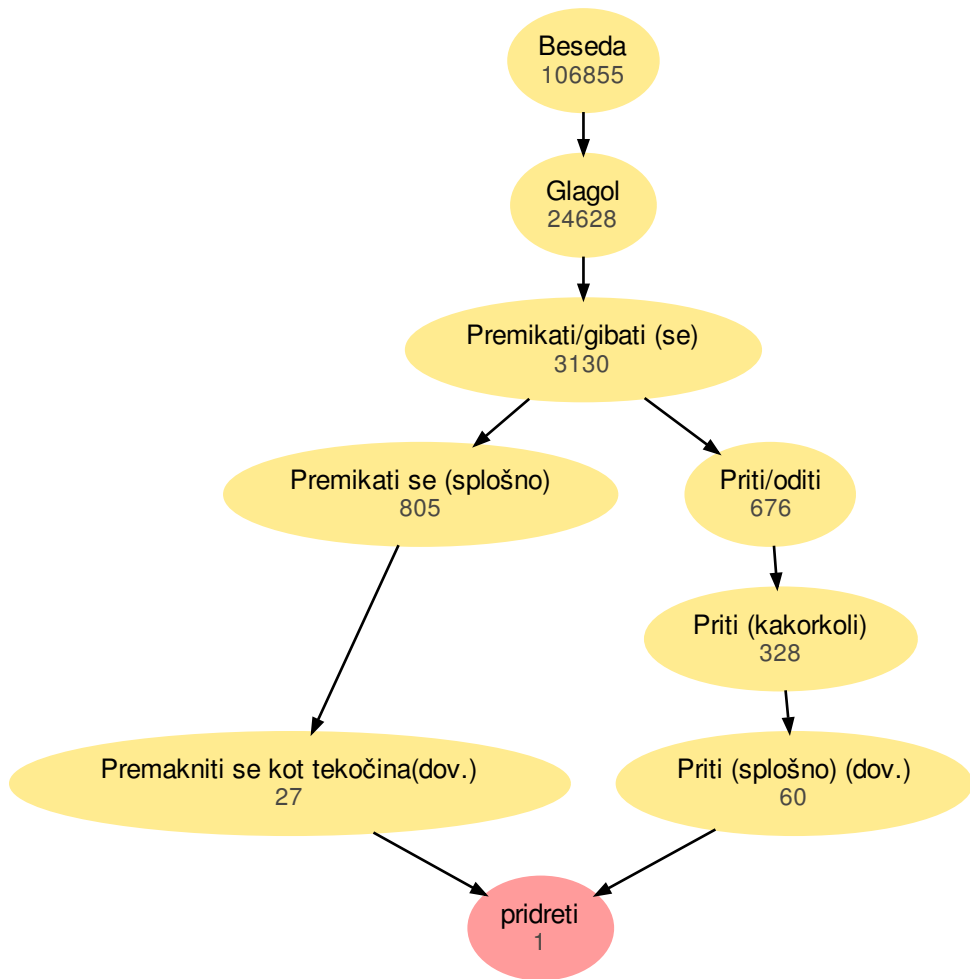 Beseda
106855
Glagol
24628
Premikati/gibati (se)
3130
Premikati se (splošno)
805
Priti/oditi
676
Priti (kakorkoli)
328
Premakniti se kot tekočina(dov.)
27
Priti (splošno) (dov.)
60
pridreti
1